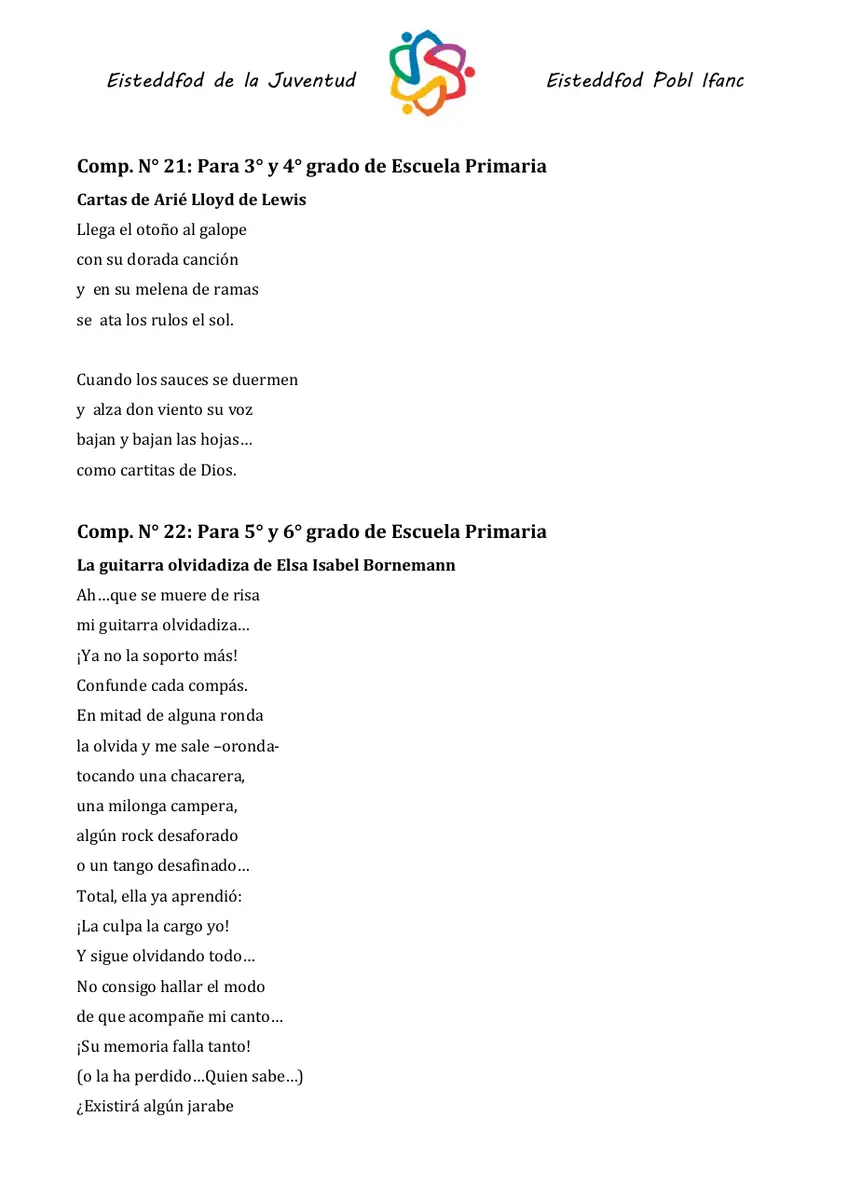 Eisteddfod de la Juventud
Eisteddfod Pobl Ifanc
Comp. N° 21: Para 3° y 4° grado de Escuela Primaria
Cartas de Arié Lloyd de Lewis
Llega el otoño al galope
con su dorada canción
y  en su melena de ramas
se  ata los rulos el sol.
Cuando los sauces se duermen
y  alza don viento su voz
bajan y bajan las hojas…
como cartitas de Dios.
Comp. N° 22: Para 5° y 6° grado de Escuela Primaria
La guitarra olvidadiza de Elsa Isabel Bornemann
Ah…que se muere de risa
mi guitarra olvidadiza…
¡Ya no la soporto más!
Confunde cada compás.
En mitad de alguna ronda
la olvida y me sale –oronda-
tocando una chacarera,
una milonga campera,
algún rock desaforado
o un tango desafinado…
Total, ella ya aprendió:
¡La culpa la cargo yo!
Y sigue olvidando todo…
No consigo hallar el modo
de que acompañe mi canto…
¡Su memoria falla tanto!
(o la ha perdido…Quien sabe…)
¿Existirá algún jarabe